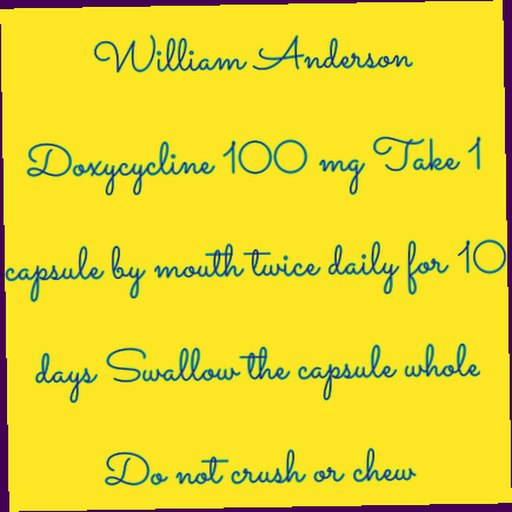 William Anderson
Doxycycline 100 mg Take 1
capsule by mouth twice daily for 10
days Swallow the capsule whole
Do not crush or chew